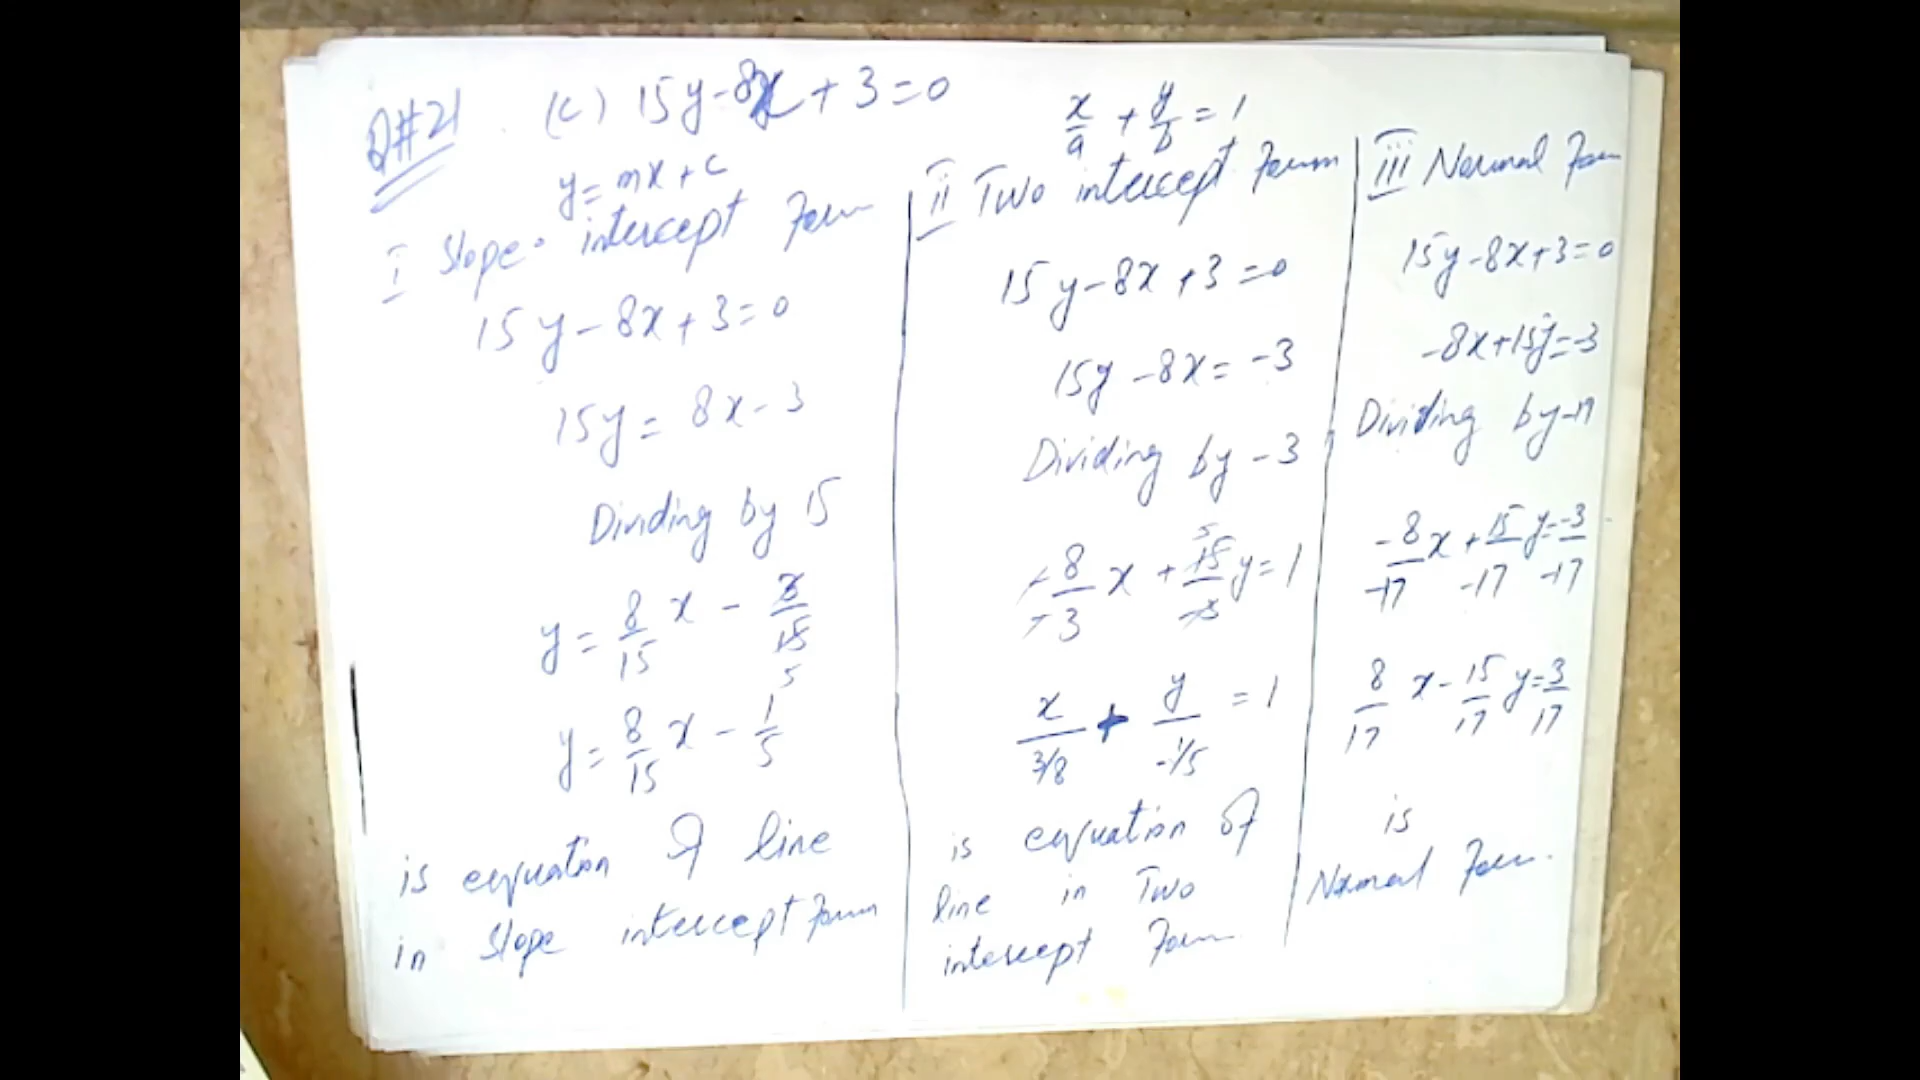 Q#21 (c) 15y-8x+3=0
y=mx+c
I Slope-intercept Form
15y-8x+3=0
15y=8x-3
Dividing by 15
y=8/15 x - 3/15
5
y=8/15 x - 1/5
is equation of line
in slope intercept Form
x/a + y/b = 1
ii Two intercept Form
15y-8x+3=0
15y-8x=-3
Dividing by -3
5
-8/-3 x + 15/-3 y=1
x/3/8 + y/-1/5 = 1
is equation of
line in Two
intercept Form
iii Normal Form
15y-8x+3=0
-8x+15y=-3
Dividing by -17
-8/-17 x + 15/-17 y=-3/-17
8/17 x - 15/17 y=3/17
is
Normal Form.